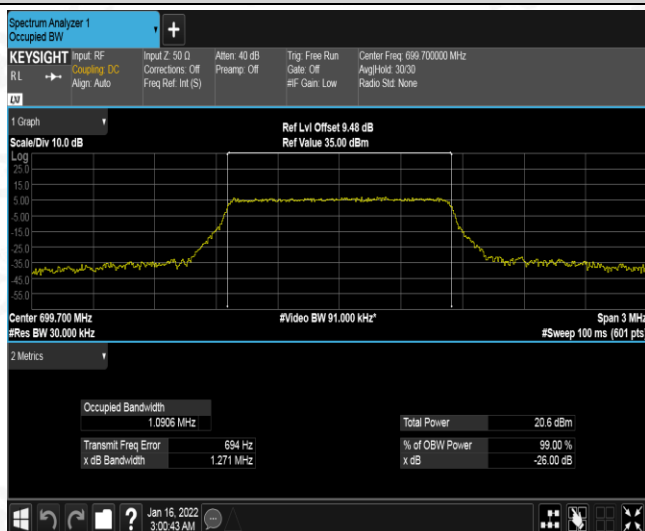 Spectrum Analyzer 1
Occupied BW
+
KEYSIGHT Input: RF Input Z: 50 Ω Atten: 40 dB Trig: Free Run Center Freq: 699.700000 MHz
R L Coupling: DC Corrections: Off Preamp: Off Gate: Off Avg|Hold: 30/30
Align: Auto Freq Ref: Int (S) #IF Gain: Low Radio Std: None
LXI
1 Graph
Ref Lvl Offset 9.48 dB
Scale/Div 10.0 dB Ref Value 35.00 dBm
Log
25.0
15.0
5.00
-5.00
-15.0
-25.0
-35.0
-45.0
-55.0
Center 699.700 MHz #Video BW 91.000 kHz* Span 3 MHz
#Res BW 30.000 kHz #Sweep 100 ms (601 pts)
2 Metrics
Occupied Bandwidth
1.0906 MHz Total Power 20.6 dBm
Transmit Freq Error 694 Hz % of OBW Power 99.00 %
x dB Bandwidth 1.271 MHz x dB -26.00 dB
? Jan 16, 2022
3:00:43 AM